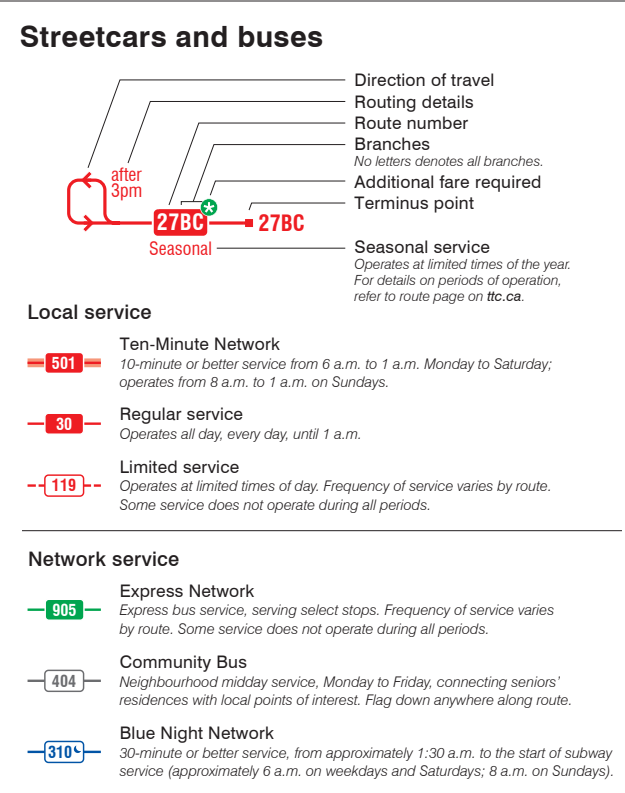 Streetcars and buses
Direction of travel
Routing details
Route number
Branches
No letters denotes all branches.
Additional fare required
Terminus point
after
3pm
27BC
27BC
Seasonal
Seasonal service
Operates at limited times of the year.
For details on periods of operation,
refer to route page on ttc.ca.
Local service
501
Ten-Minute Network
10-minute or better service from 6 a.m. to 1 a.m. Monday to Saturday;
operates from 8 a.m. to 1 a.m. on Sundays.
30
Regular service
Operates all day, every day, until 1 a.m.
119
Limited service
Operates at limited times of day. Frequency of service varies by route.
Some service does not operate during all periods.
Network service
905
Express Network
Express bus service, serving select stops. Frequency of service varies
by route. Some service does not operate during all periods.
404
Community Bus
Neighbourhood midday service, Monday to Friday, connecting seniors’
residences with local points of interest. Flag down anywhere along route.
310
Blue Night Network
30-minute or better service, from approximately 1:30 a.m. to the start of subway
service (approximately 6 a.m. on weekdays and Saturdays; 8 a.m. on Sundays).